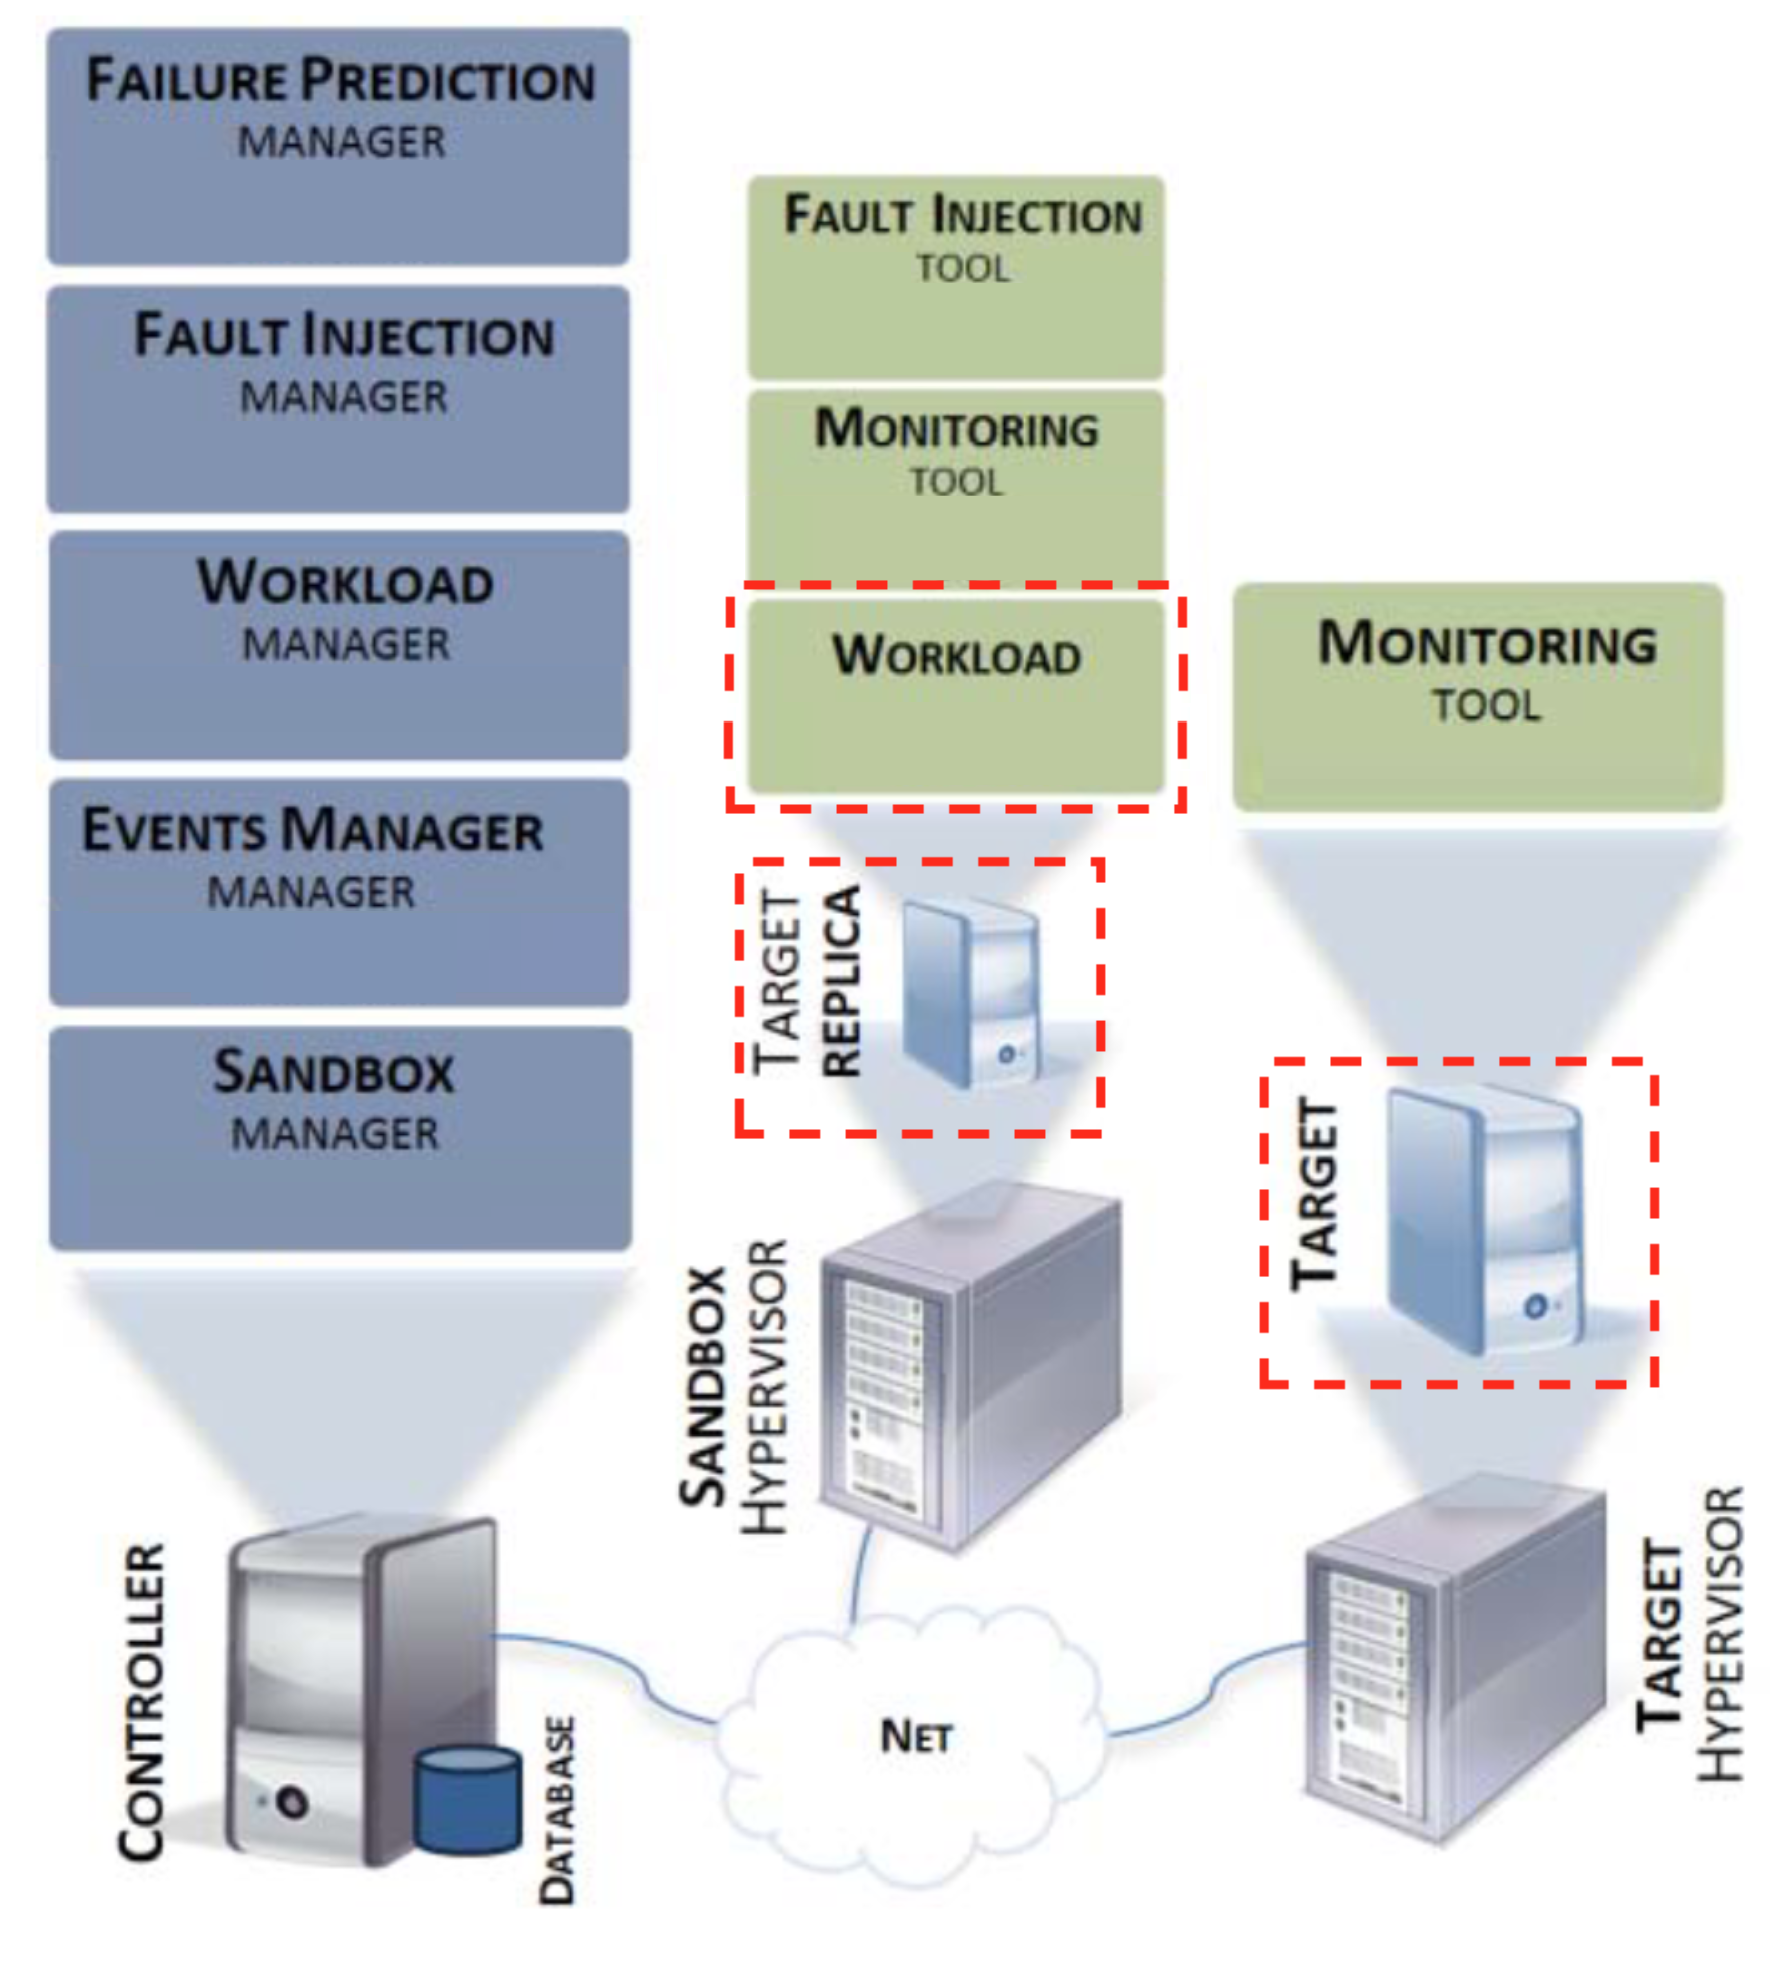 FAILURE PREDICTION
MANAGER
FAULT INJECTION
MANAGER
WORKLOAD
MANAGER
EVENTS MANAGER
MANAGER
SANDBOX
MANAGER
CONTROLLER
DATABASE
FAULT INJECTION
TOOL
MONITORING
TOOL
WORKLOAD
TARGET
REPLICA
SANDBOX
HYPERVISOR
NET
MONITORING
TOOL
TARGET
TARGET
HYPERVISOR